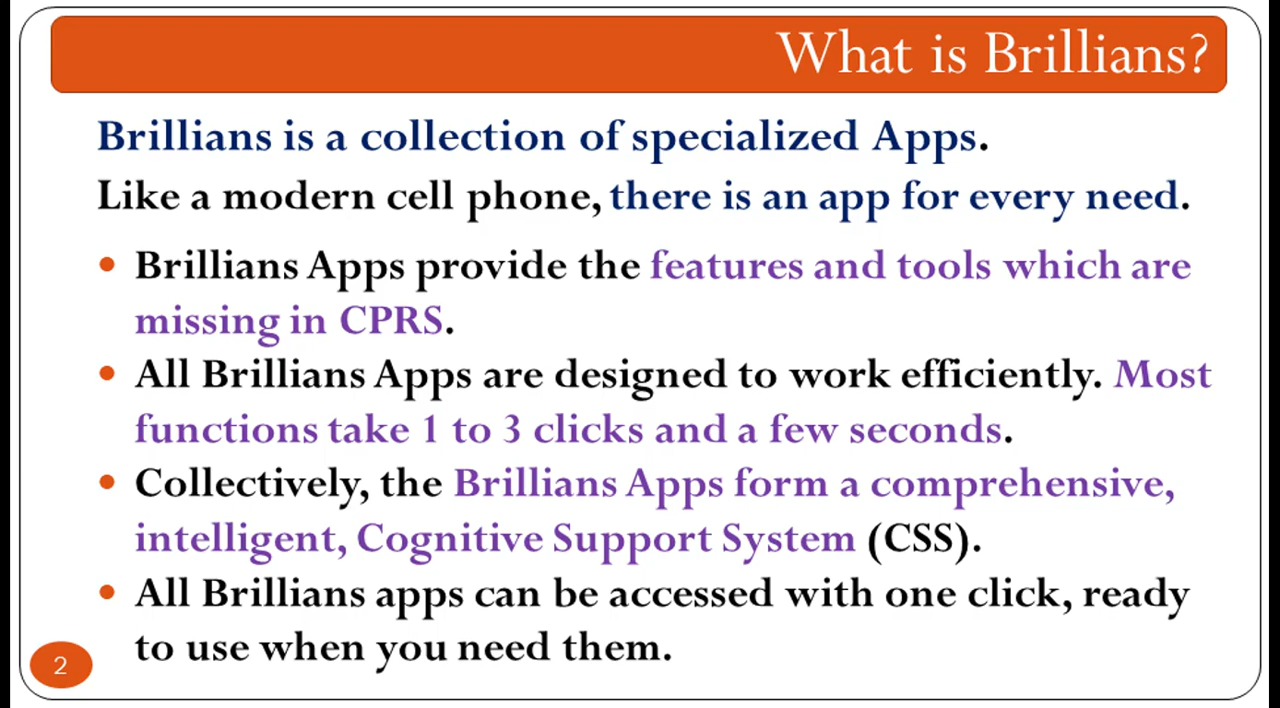 What is Brillians?
Brillians is a collection of specialized Apps.
Like a modern cell phone, there is an app for every need.
• Brillians Apps provide the features and tools which are
missing in CPRS.
• All Brillians Apps are designed to work efficiently. Most
functions take 1 to 3 clicks and a few seconds.
• Collectively, the Brillians Apps form a comprehensive,
intelligent, Cognitive Support System (CSS).
• All Brillians apps can be accessed with one click, ready
to use when you need them.
2